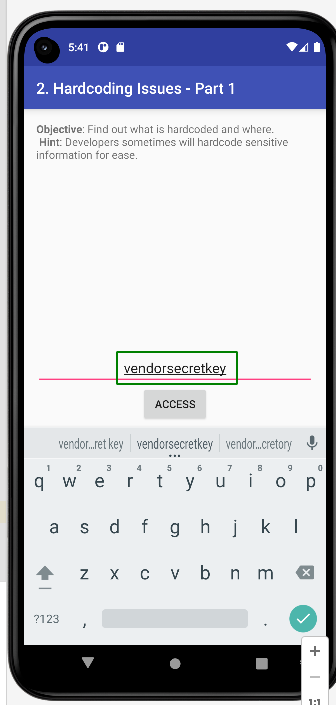 5:41
2. Hardcoding Issues - Part 1
Objective: Find out what is hardcoded and where.
Hint: Developers sometimes will hardcode sensitive
information for ease.
vendorsecretkey
ACCESS
vendor...ret key vendorsecretkey vendor...cretory
1 2 3 4 5 6 7 8 9 0
q w e r t y u i o p
a s d f g h j k l
z x c v b n m
?123 , .
+
−
1:1